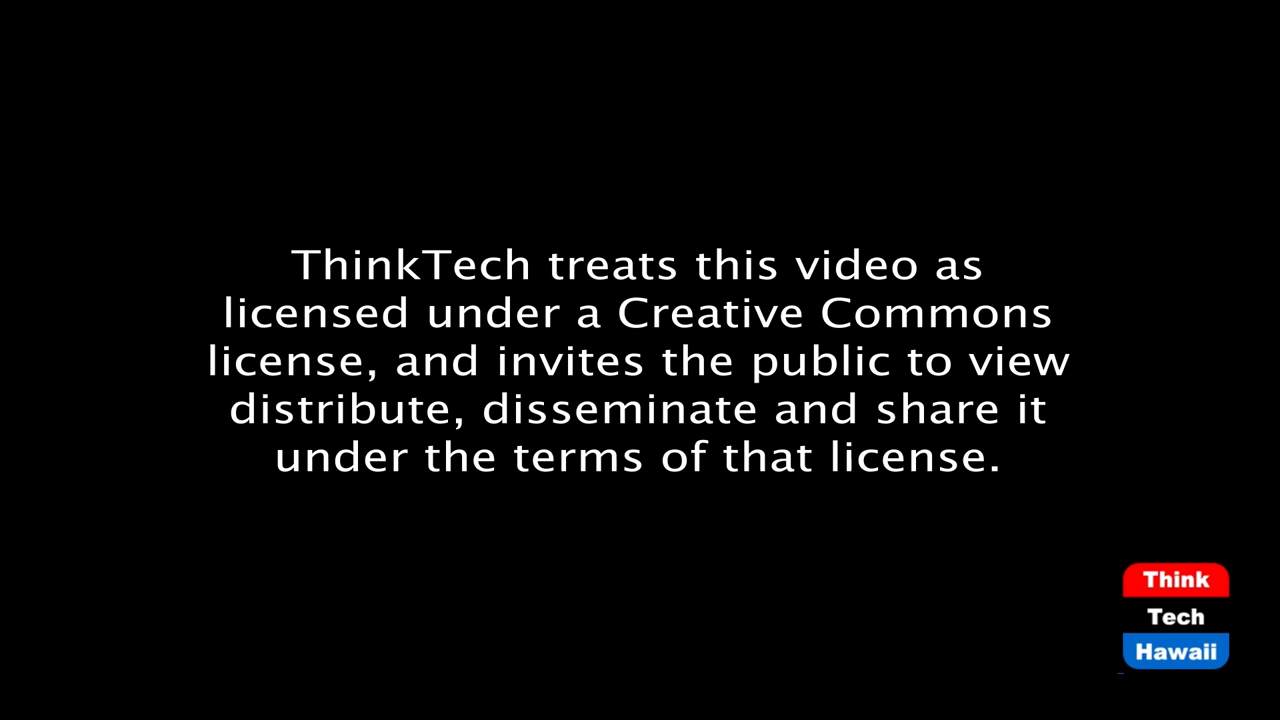 ThinkTech treats this video as
licensed under a Creative Commons
license, and invites the public to view
distribute, disseminate and share it
under the terms of that license.
Think
Tech
Hawaii